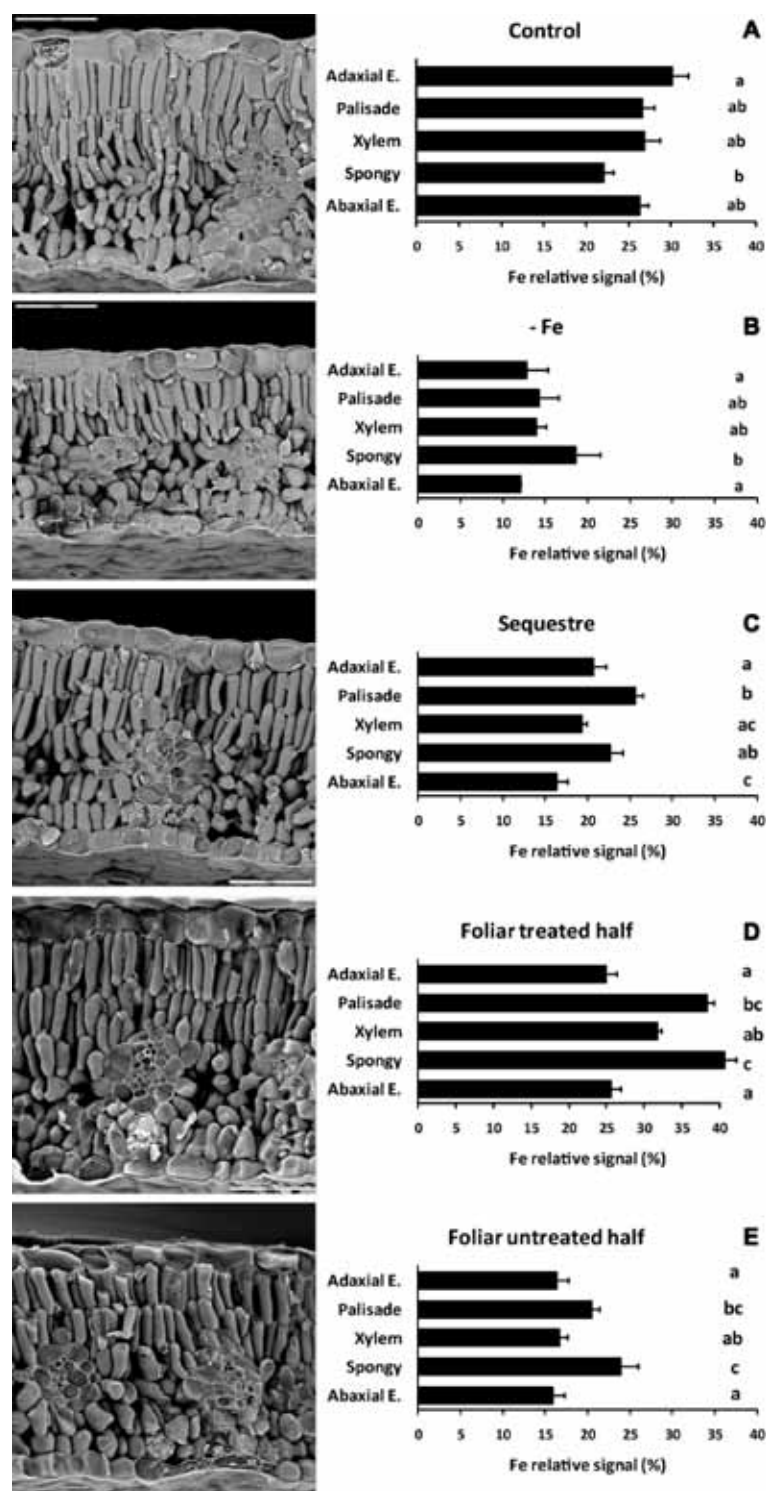 Control A
Adaxial E. a
Palisade ab
Xylem ab
Spongy b
Abaxial E. ab
0 5 10 15 20 25 30 35 40
Fe relative signal (%)
- Fe B
Adaxial E. a
Palisade ab
Xylem ab
Spongy b
Abaxial E. a
0 5 10 15 20 25 30 35 40
Fe relative signal (%)
Sequestre C
Adaxial E. a
Palisade b
Xylem ac
Spongy ab
Abaxial E. c
0 5 10 15 20 25 30 35 40
Fe relative signal (%)
Foliar treated half D
Adaxial E. a
Palisade bc
Xylem ab
Spongy c
Abaxial E. a
0 5 10 15 20 25 30 35 40
Fe relative signal (%)
Foliar untreated half E
Adaxial E. a
Palisade bc
Xylem ab
Spongy c
Abaxial E. a
0 5 10 15 20 25 30 35 40
Fe relative signal (%)